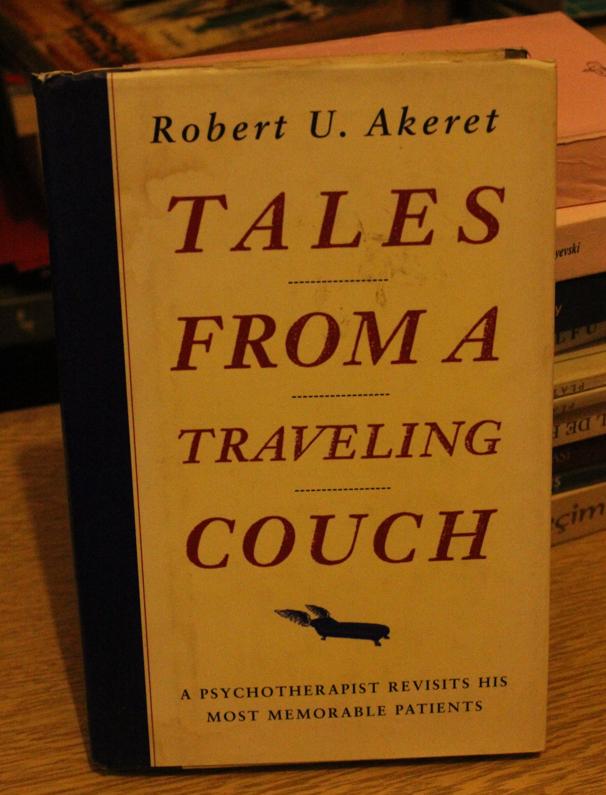 Robert U. Akeret
TALES
FROM A
TRAVELING
COUCH
A PSYCHOTHERAPIST REVISITS HIS
MOST MEMORABLE PATIENTS